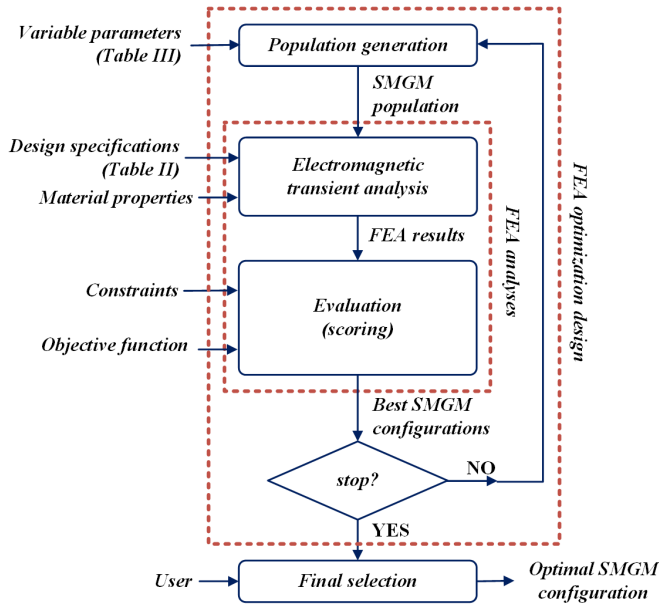 Variable parameters
(Table III)
Population generation
SMGM
population
Design specifications
(Table II)
Material properties
Electromagnetic
transient analysis
FEA results
Constraints
Objective function
Evaluation
(scoring)
FEA analyses
FEA optimization design
Best SMGM
configurations
stop?
NO
YES
User
Final selection
Optimal SMGM
configuration